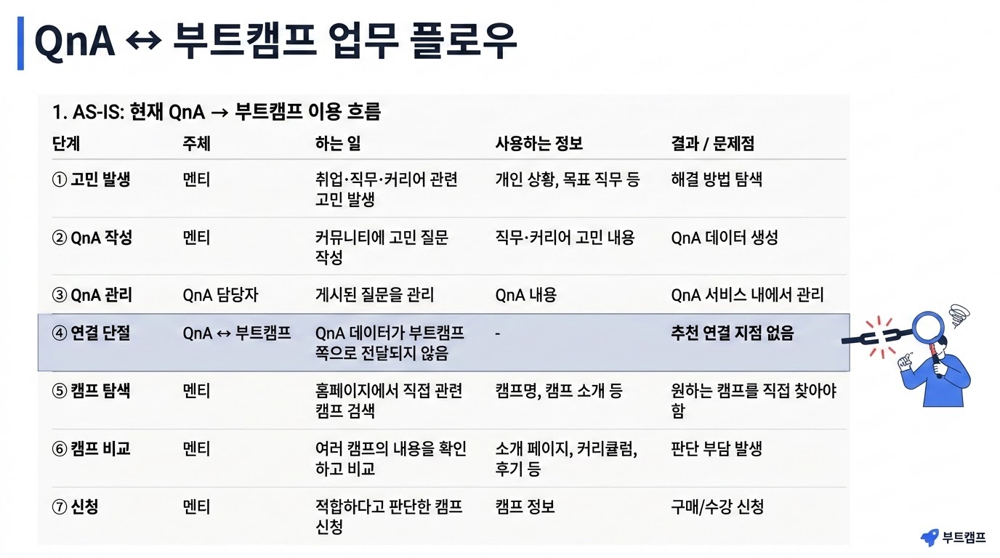 QnA ↔ 부트캠프 업무 플로우
1. AS-IS: 현재 QnA → 부트캠프 이용 흐름
단계 주체 하는 일 사용하는 정보 결과 / 문제점
① 고민 발생 멘티 취업·직무·커리어 관련 개인 상황, 목표 직무 등 해결 방법 탐색
고민 발생
② QnA 작성 멘티 커뮤니티에 고민 질문 직무·커리어 고민 내용 QnA 데이터 생성
작성
③ QnA 관리 QnA 담당자 게시된 질문을 관리 QnA 내용 QnA 서비스 내에서 관리
④ 연결 단절 QnA ↔ 부트캠프 QnA 데이터가 부트캠프 - 추천 연결 지점 없음
쪽으로 전달되지 않음
⑤ 캠프 탐색 멘티 홈페이지에서 직접 관련 캠프명, 캠프 소개 등 원하는 캠프를 직접 찾아야
캠프 검색 함
⑥ 캠프 비교 멘티 여러 캠프의 내용을 확인 소개 페이지, 커리큘럼, 판단 부담 발생
하고 비교 후기 등
⑦ 신청 멘티 적합하다고 판단한 캠프 캠프 정보 구매/수강 신청
신청
부트캠프